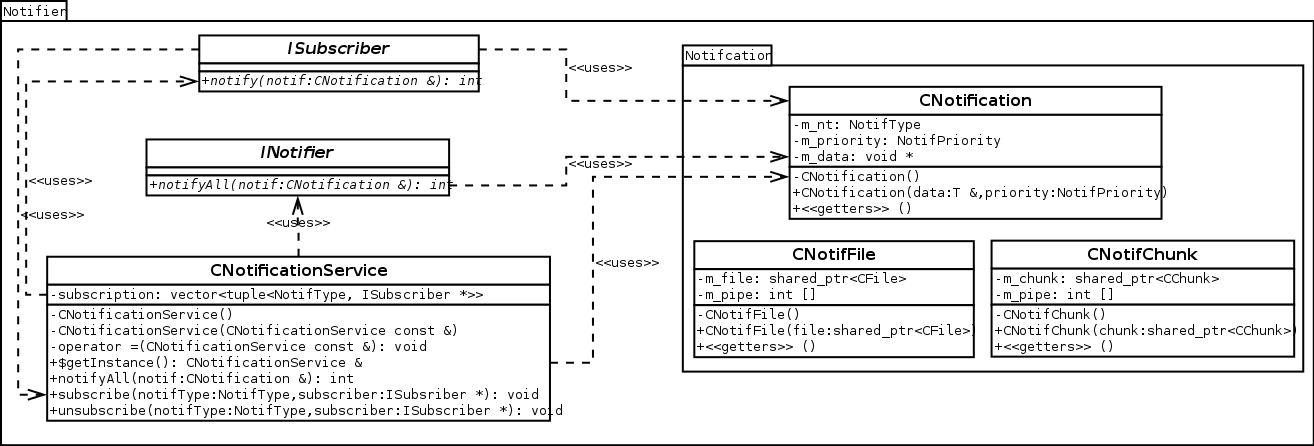 Notifier
ISubscriber
+notify(notif:CNotification &): int
<<uses>>
Notifcation
CNotification
-m_nt: NotifType
-m_priority: NotifPriority
-m_data: void *
-CNotification()
+CNotification(data:T &,priority:NotifPriority)
+<<getters>> ()
INotifier
+notifyAll(notif:CNotification &): int
<<uses>>
<<uses>>
<<uses>>
<<uses>>
<<uses>>
CNotifFile
-m_file: shared_ptr<CFile>
-m_pipe: int []
-CNotifFile()
+CNotifFile(file:shared_ptr<CFile>)
+<<getters>> ()
CNotifChunk
-m_chunk: shared_ptr<CChunk>
-m_pipe: int []
-CNotifChunk()
+CNotifChunk(chunk:shared_ptr<CChunk>)
+<<getters>> ()
CNotificationService
-subscription: vector<tuple<NotifType, ISubscriber *>>
-CNotificationService()
-CNotificationService(CNotificationService const &)
-operator =(CNotificationService const &): void
+$getInstance(): CNotificationService &
+notifyAll(notif:CNotification &): int
+subscribe(notifType:NotifType,subscriber:ISubsriber *): void
+unsubscribe(notifType:NotifType,subscriber:ISubsriber *): void